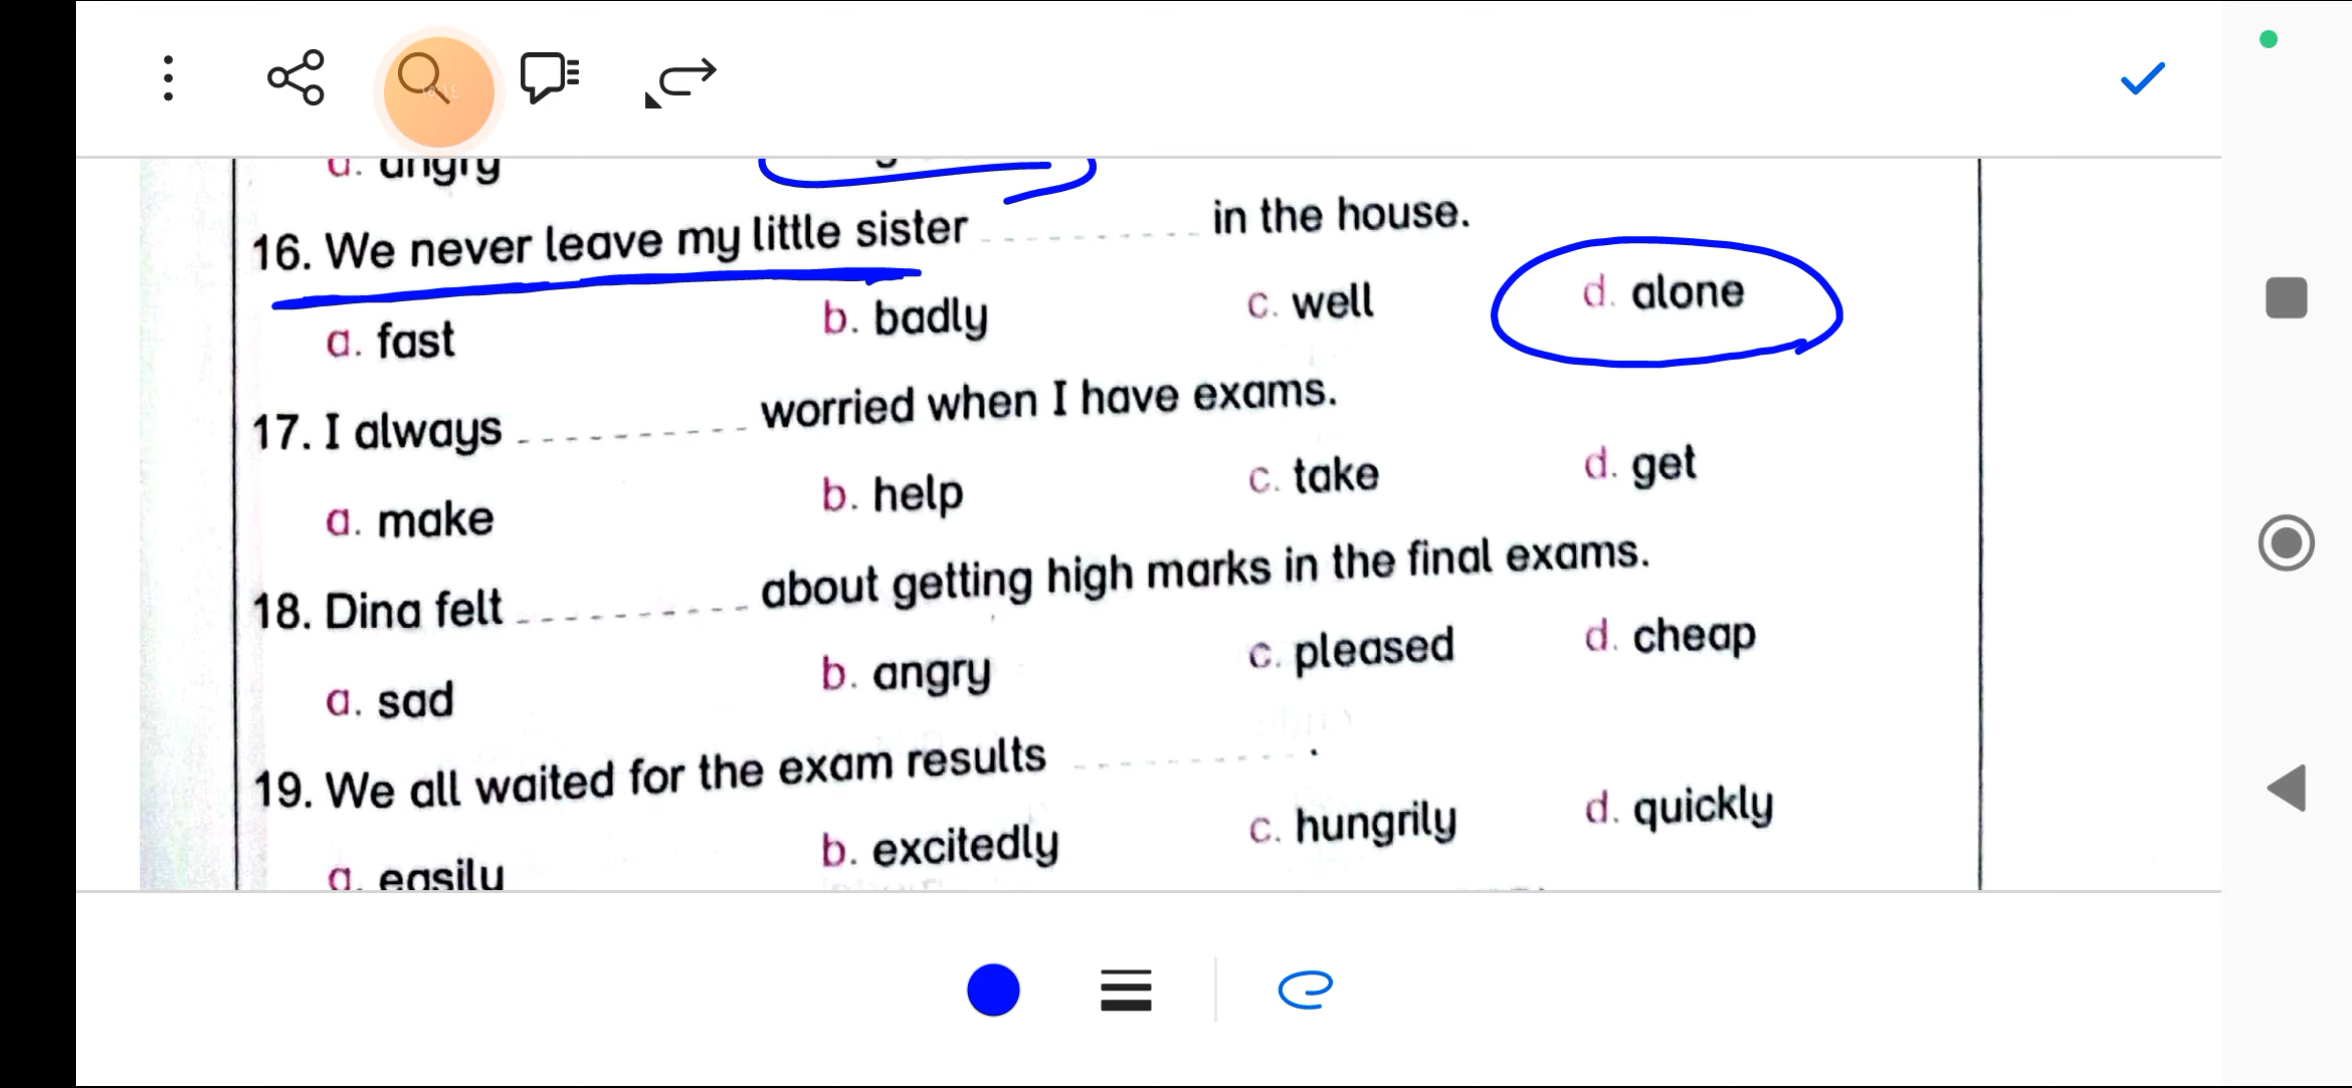 a. angry
16. We never leave my little sister .......... in the house.
a. fast b. badly c. well d. alone
17. I always .......... worried when I have exams.
a. make b. help c. take d. get
18. Dina felt .......... about getting high marks in the final exams.
a. sad b. angry c. pleased d. cheap
19. We all waited for the exam results .......... .
a. easily b. excitedly c. hungrily d. quickly